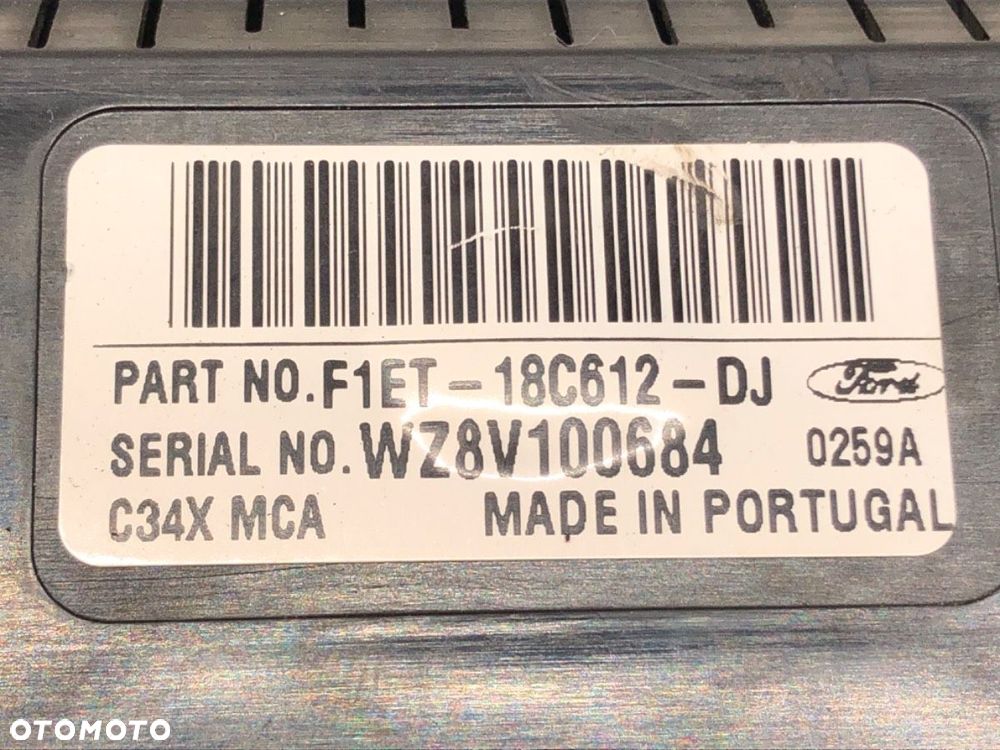 PART NO. F1ET-18C612-DJ Ford
SERIAL NO. WZ8V100684 0259A
C34X MCA MADE IN PORTUGAL
OTOMOTO